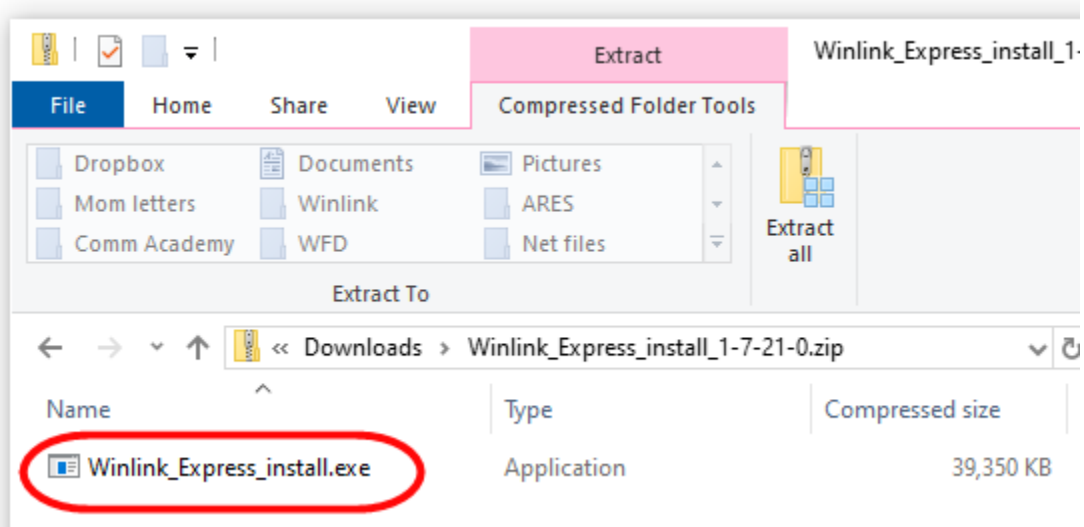 Extract
Winlink_Express_install_1-
File Home Share View Compressed Folder Tools
Dropbox Documents Pictures
Mom letters Winlink ARES
Comm Academy WFD Net files
Extract all
Extract To
« Downloads > Winlink_Express_install_1-7-21-0.zip
Name Type Compressed size
Winlink_Express_install.exe Application 39,350 KB